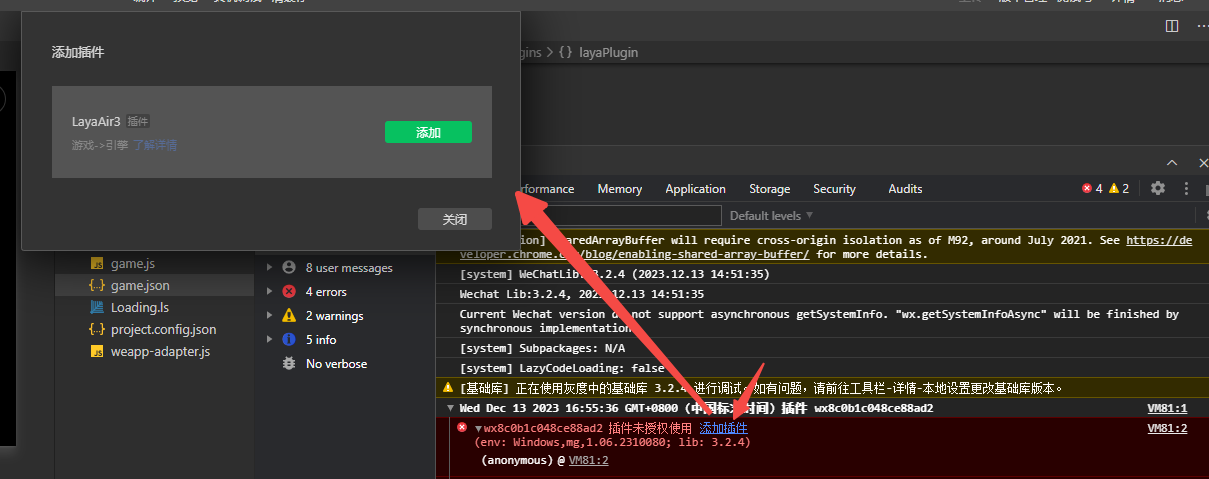 添加插件
LayaAir3 插件
添加
游戏->引擎 了解详情
关闭
gins > {} layaPlugin
rformance Memory Application Storage Security Audits
4 2
Default levels
game.js
game.json
Loading.ls
project.config.json
weapp-adapter.js
8 user messages
4 errors
2 warnings
5 info
No verbose
ion] SharedArrayBuffer will require cross-origin isolation as of M92, around July 2021. See https://de
veloper.chrome.com/blog/enabling-shared-array-buffer/ for more details.
[system] WeChatLib: 3.2.4 (2023.12.13 14:51:35)
Wechat Lib:3.2.4, 2023.12.13 14:51:35
Current Wechat version do not support asynchronous getSystemInfo. "wx.getSystemInfoAsync" will be finished by
synchronous implementation
[system] Subpackages: N/A
[system] LazyCodeLoading: false
[基础库] 正在使用灰度中的基础库 3.2.4 进行调试。如有问题，请前往工具栏-详情-本地设置更改基础库版本。
Wed Dec 13 2023 16:55:36 GMT+0800 (中国标准时间) 插件 wx8c0b1c048ce88ad2 VM81:1
wx8c0b1c048ce88ad2 插件未授权使用 添加插件 VM81:2
(env: Windows,mg,1.06.2310080; lib: 3.2.4)
(anonymous) @ VM81:2